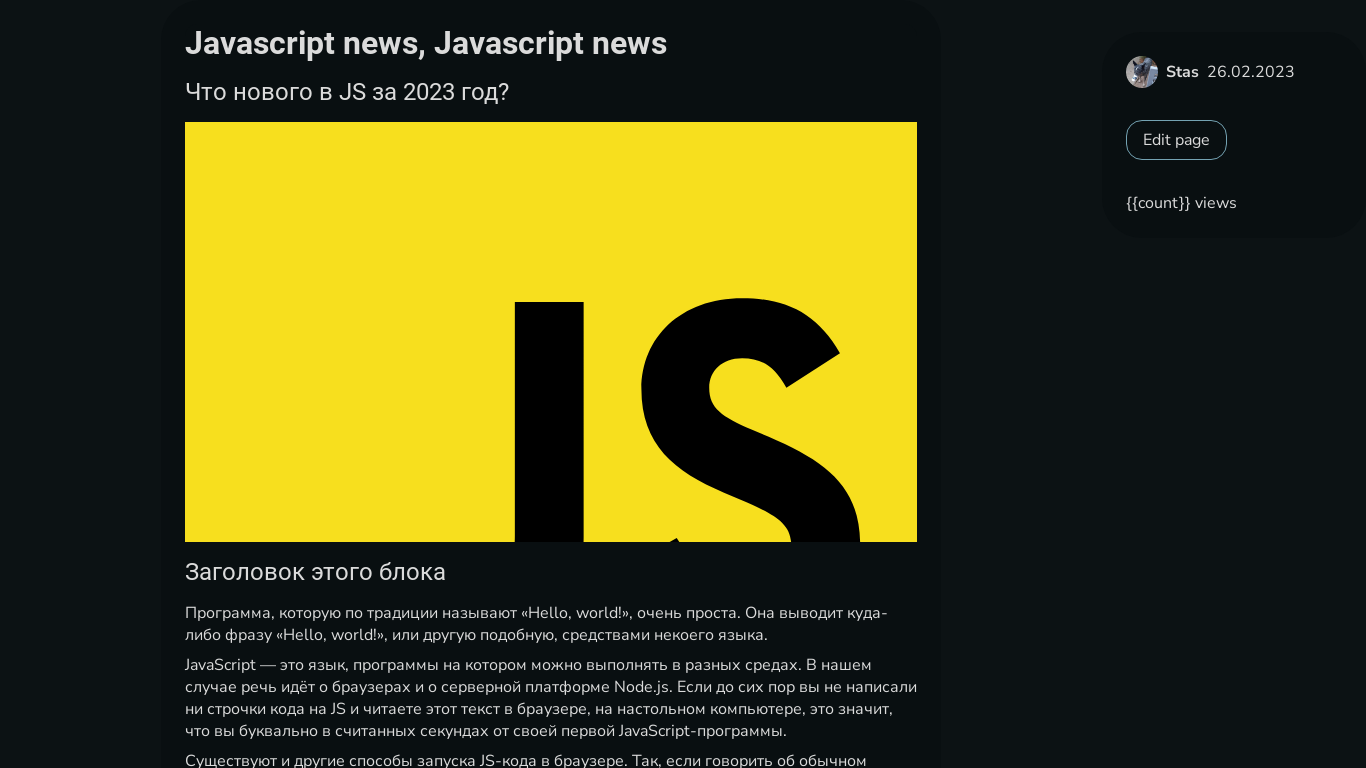 Javascript news, Javascript news
Что нового в JS за 2023 год?
JS
Заголовок этого блока
Программа, которую по традиции называют «Hello, world!», очень проста. Она выводит куда-
либо фразу «Hello, world!», или другую подобную, средствами некоего языка.
JavaScript — это язык, программы на котором можно выполнять в разных средах. В нашем
случае речь идёт о браузерах и о серверной платформе Node.js. Если до сих пор вы не написали
ни строчки кода на JS и читаете этот текст в браузере, на настольном компьютере, это значит,
что вы буквально в считанных секундах от своей первой JavaScript-программы.
Существуют и другие способы запуска JS-кода в браузере. Так, если говорить об обычном
Stas 26.02.2023
Edit page
{{count}} views